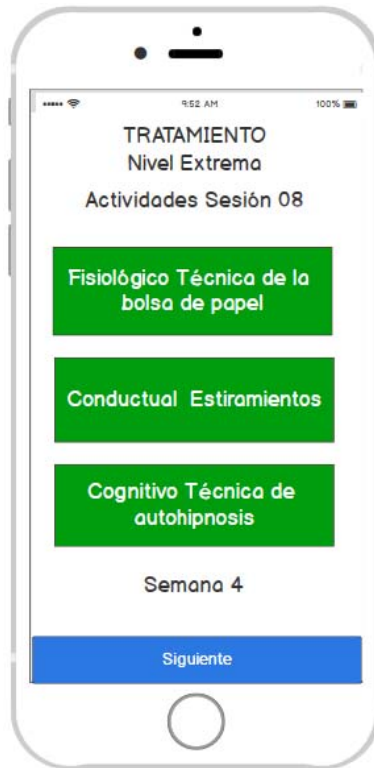 9:52 AM
100%
TRATAMIENTO
Nivel Extrema
Actividades Sesión 08
Fisiológico Técnica de la
bolsa de papel
Conductual Estiramientos
Cognitivo Técnica de
autohipnosis
Semana 4
Siguiente